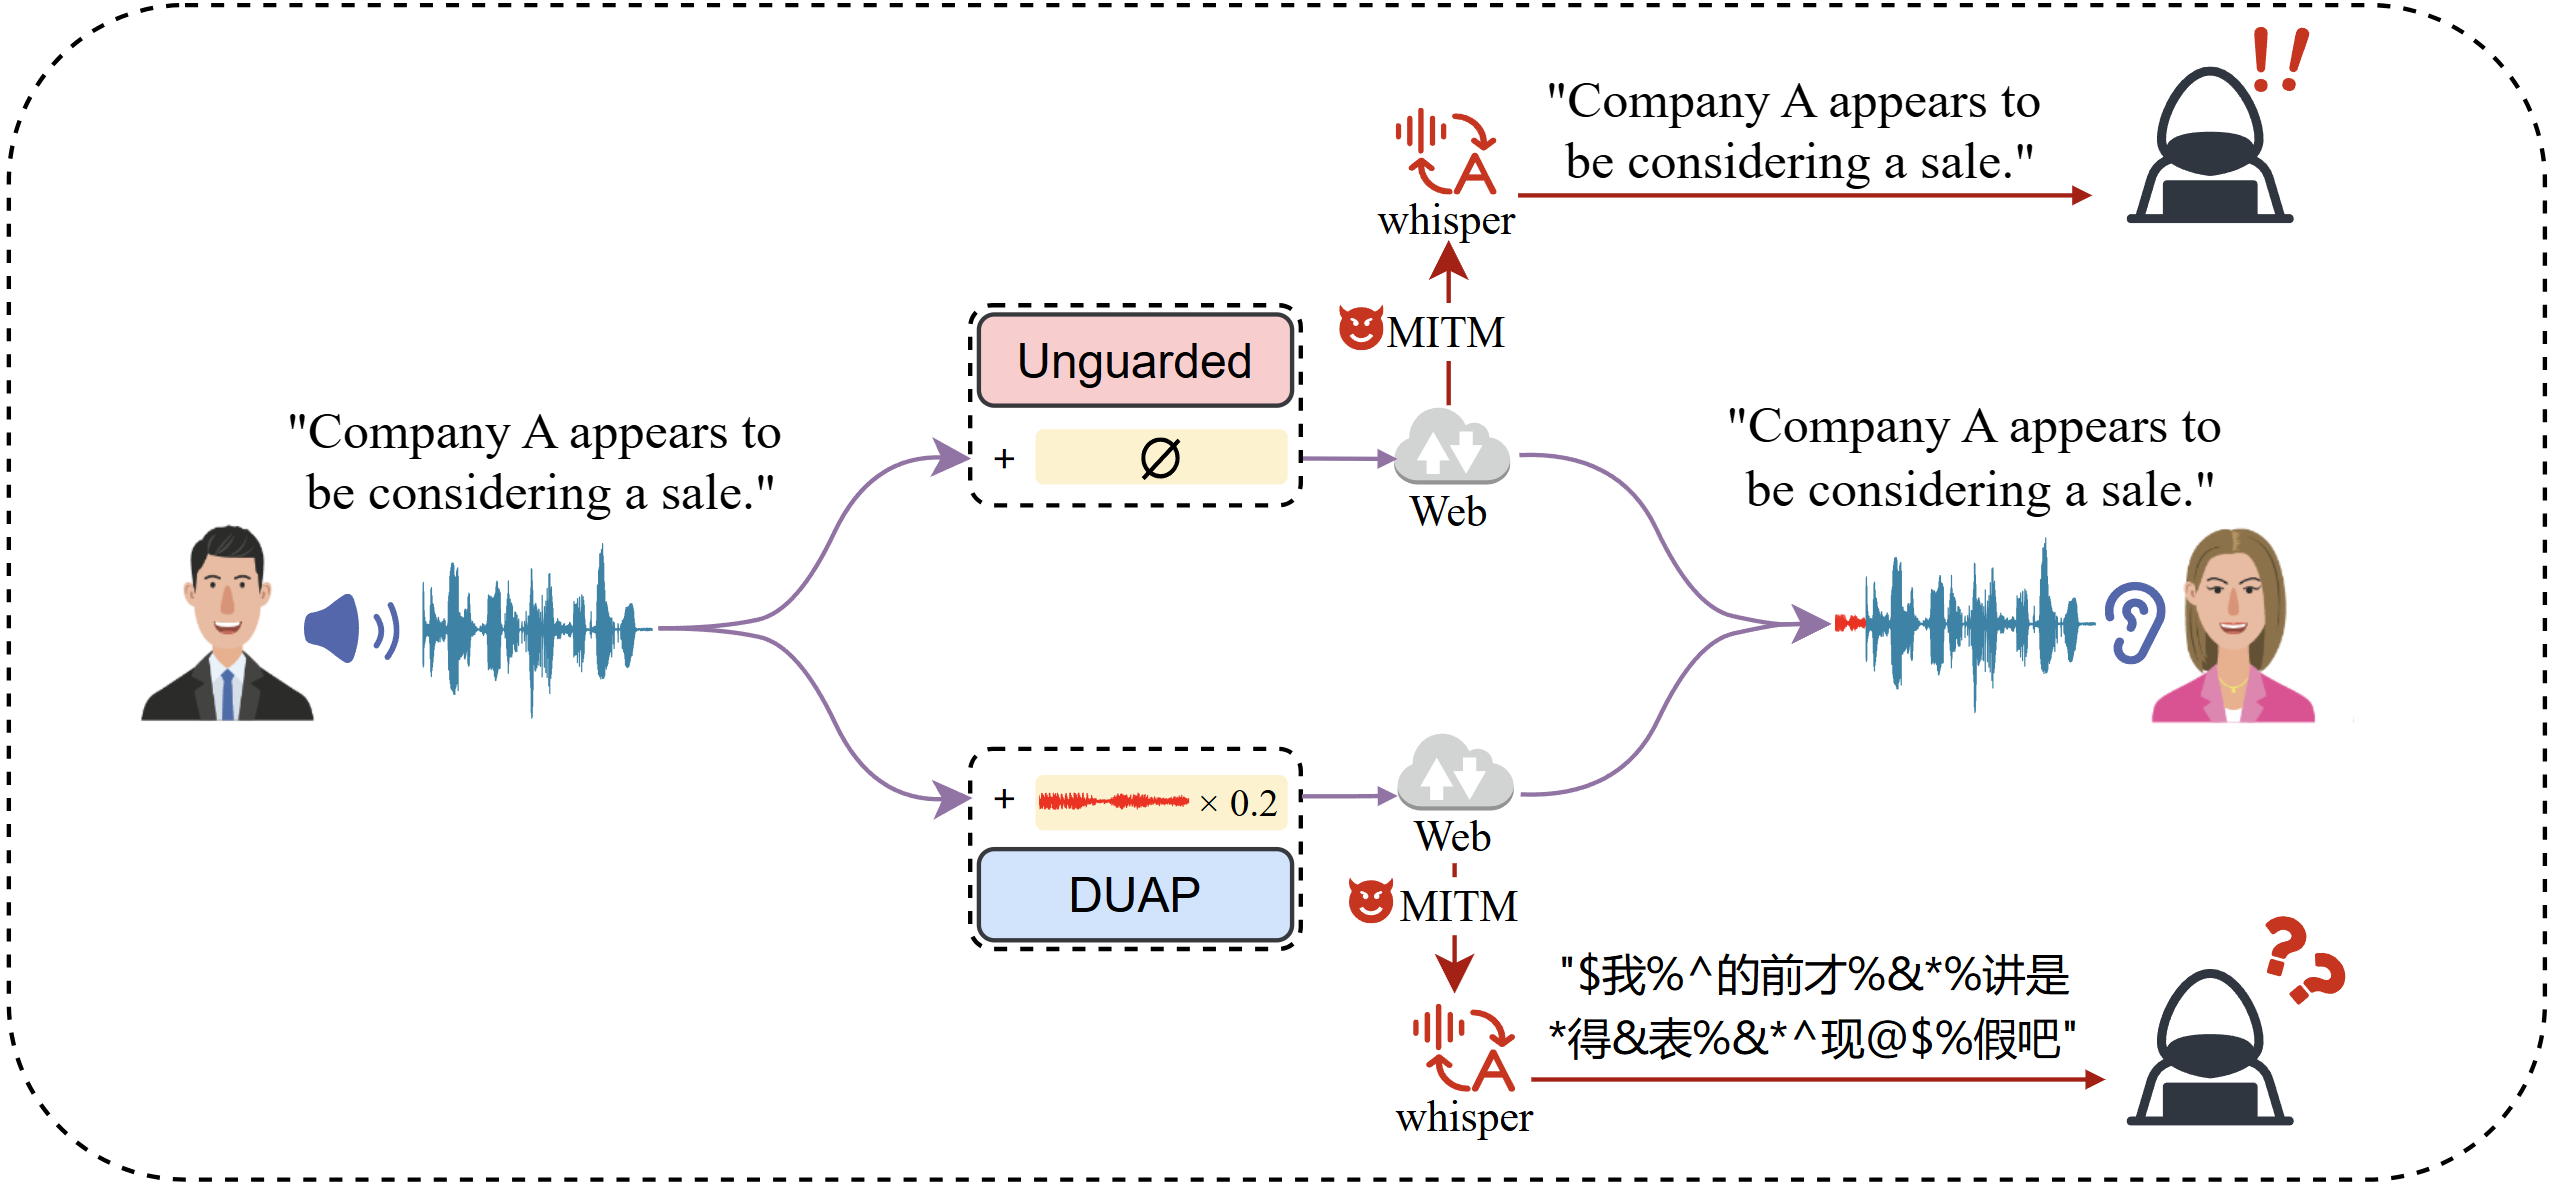 "Company A appears to
be considering a sale."
whisper
MITM
Unguarded
+ ∅
Web
"Company A appears to
be considering a sale."
"Company A appears to
be considering a sale."
+ × 0.2
DUAP
Web
MITM
"$我%^的前才%&*%讲是
*得&表%&*^现@$%假吧"
whisper